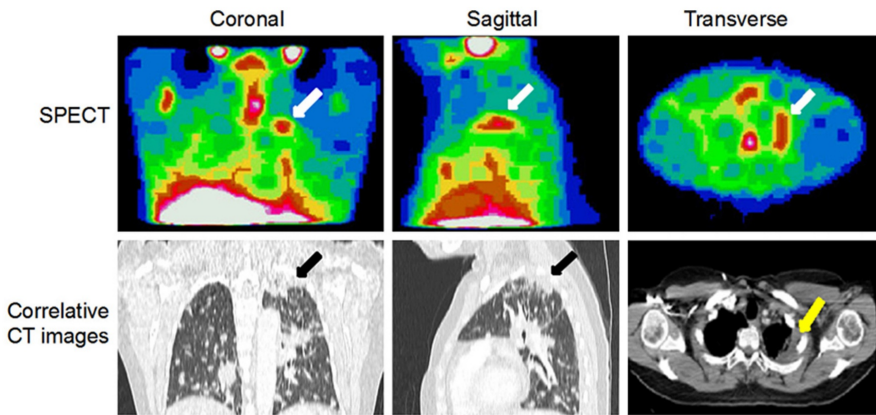 Coronal
Sagittal
Transverse
SPECT
Correlative
CT images